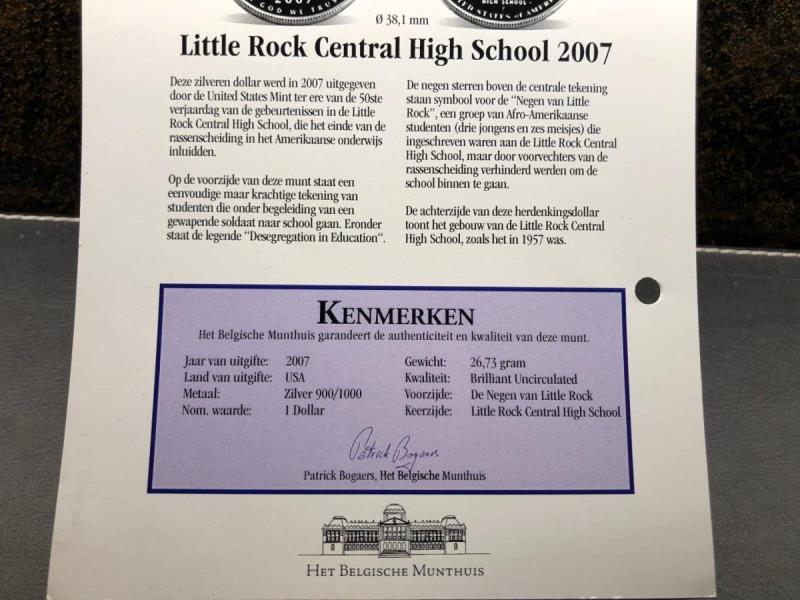 2007
GOD WE TRUST
HIGH SCHOOL
STATES OF AMERICA
Ø 38,1 mm
Little Rock Central High School 2007
Deze zilveren dollar werd in 2007 uitgegeven
door de United States Mint ter ere van de 50ste
verjaardag van de gebeurtenissen in de Little
Rock Central High School, die het einde van de
rassenscheiding in het Amerikaanse onderwijs
inluidden.
Op de voorzijde van deze munt staat een
eenvoudige maar krachtige tekening van
studenten die onder begeleiding van een
gewapende soldaat naar school gaan. Eronder
staat de legende "Desegregation in Education".
De negen sterren boven de centrale tekening
staan symbool voor de "Negen van Little
Rock", een groep van Afro-Amerikaanse
studenten (drie jongens en zes meisjes) die
ingeschreven waren aan de Little Rock Central
High School, maar door voorvechters van de
rassenscheiding verhinderd werden om de
school binnen te gaan.
De achterzijde van deze herdenkingsdollar
toont het gebouw van de Little Rock Central
High School, zoals het in 1957 was.
KENMERKEN
Het Belgische Munthuis garandeert de authenticiteit en kwaliteit van deze munt.
Jaar van uitgifte: 2007
Land van uitgifte: USA
Metaal: Zilver 900/1000
Nom. waarde: 1 Dollar
Gewicht: 26,73 gram
Kwaliteit: Brilliant Uncirculated
Voorzijde: De Negen van Little Rock
Keerzijde: Little Rock Central High School
Patrick Bogaers
Patrick Bogaers, Het Belgische Munthuis
HET BELGISCHE MUNTHUIS